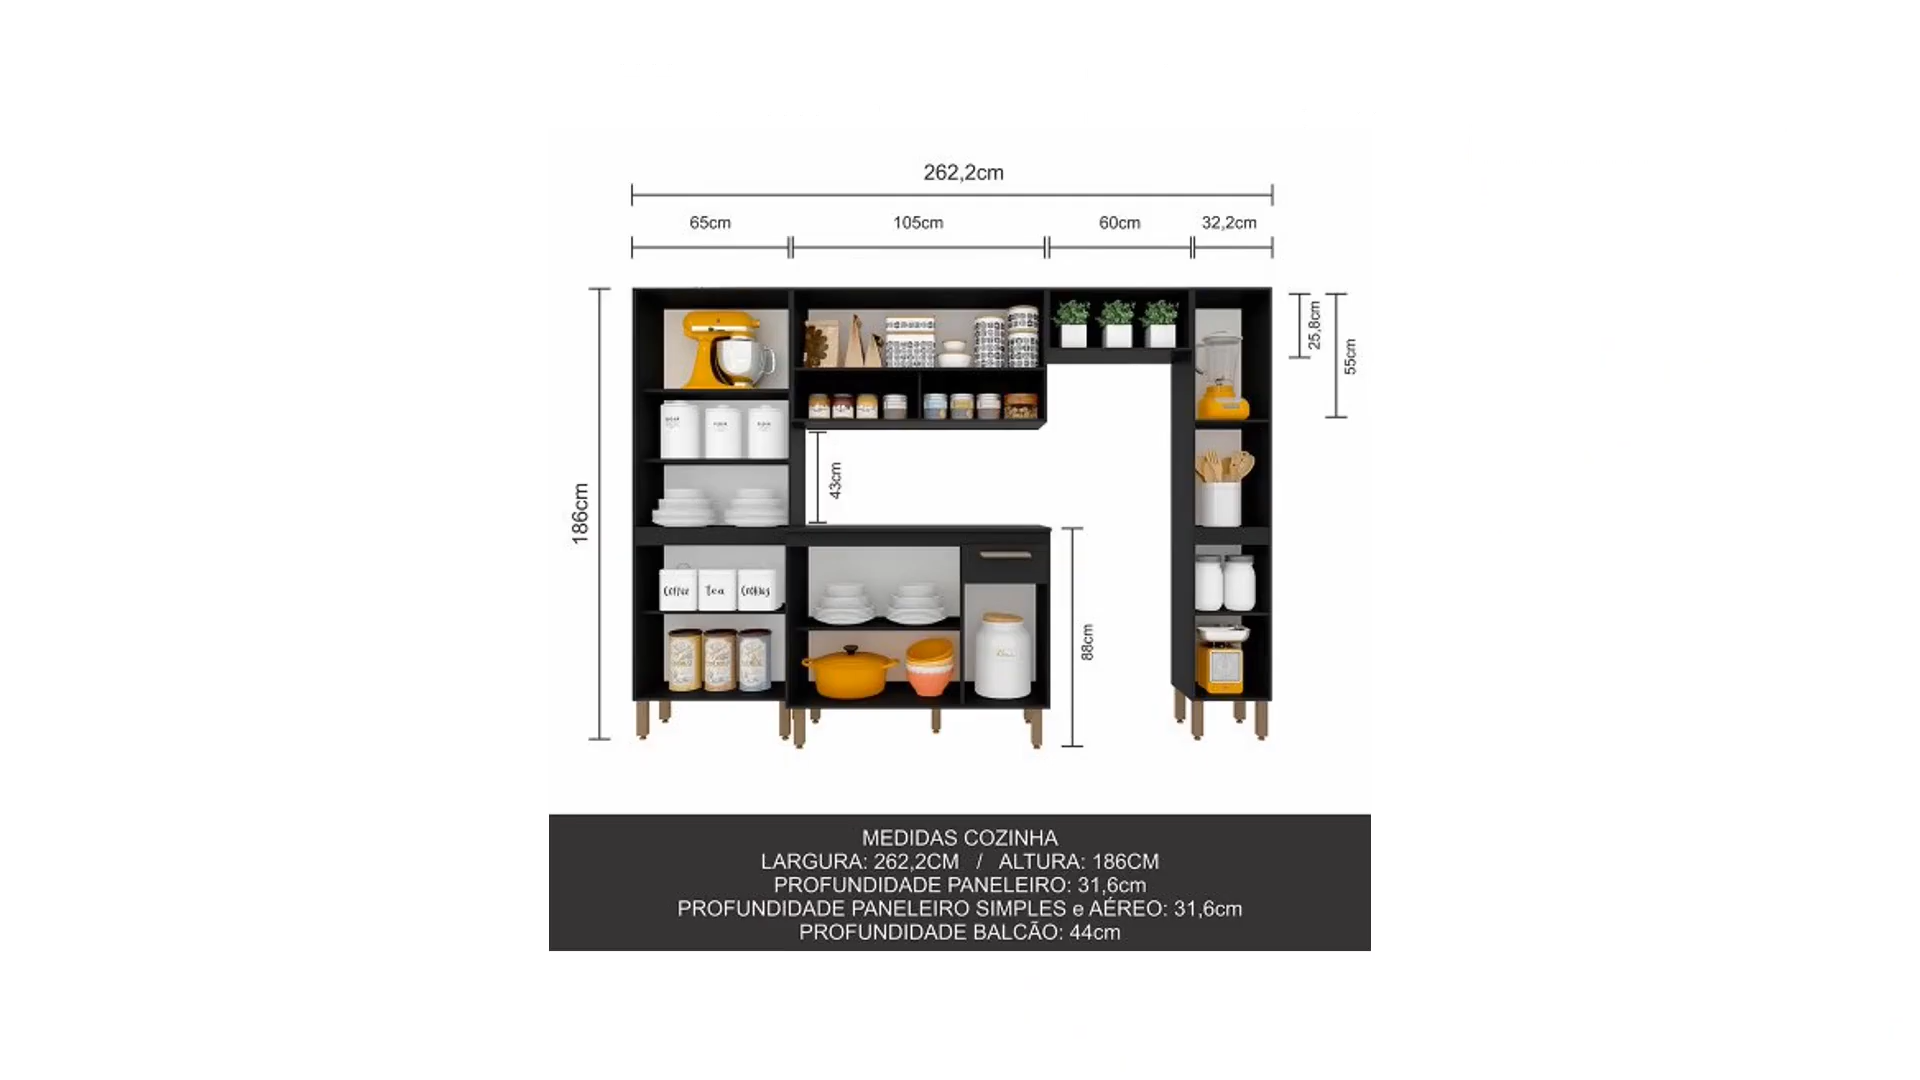 262,2cm
65cm
105cm
60cm
32,2cm
25,8cm
55cm
43cm
186cm
Coffee
Tea
Cookies
88cm
MEDIDAS COZINHA
LARGURA: 262,2CM / ALTURA: 186CM
PROFUNDIDADE PANELEIRO: 31,6cm
PROFUNDIDADE PANELEIRO SIMPLES e AÉREO: 31,6cm
PROFUNDIDADE BALCÃO: 44cm